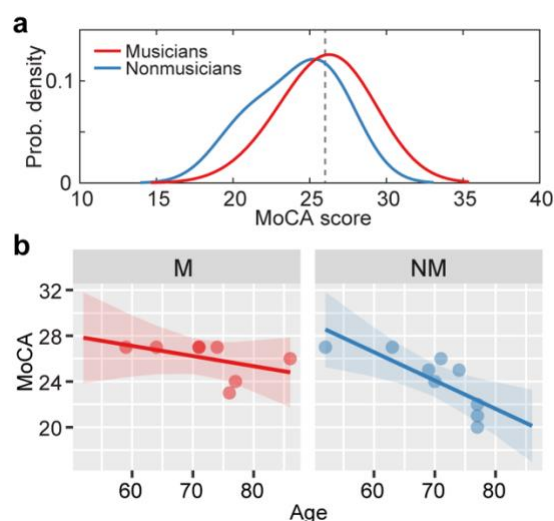 a
Musicians
Nonmusicians
Prob. density
0.1
0
10 15 20 25 30 35 40
MoCA score
b
M NM
MoCA
32
28
24
20
60 70 80 60 70 80
Age